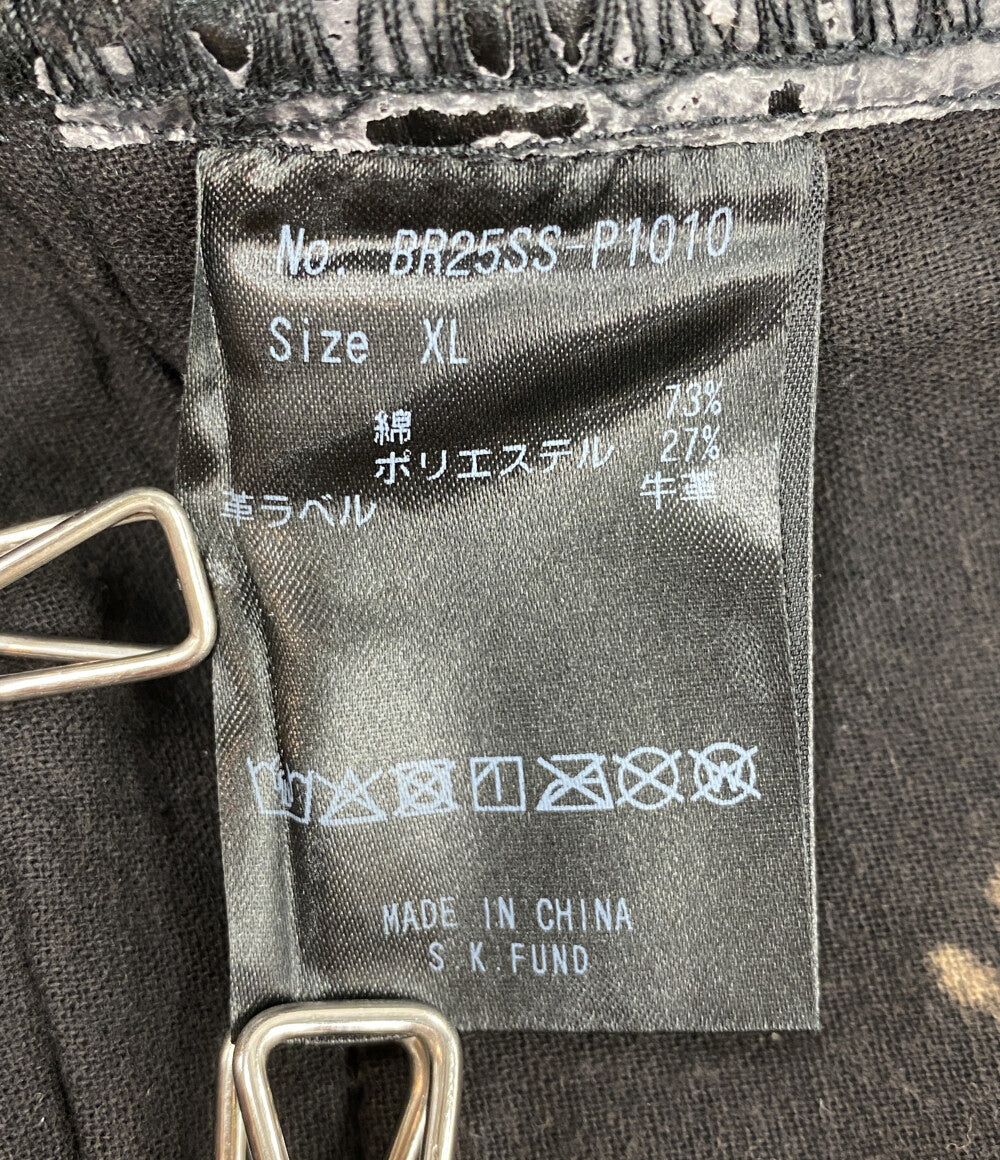 No. BR25SS-P1010
Size XL
綿 73%
ポリエステル 27%
革ラベル 牛革
MADE IN CHINA
S.K.FUND